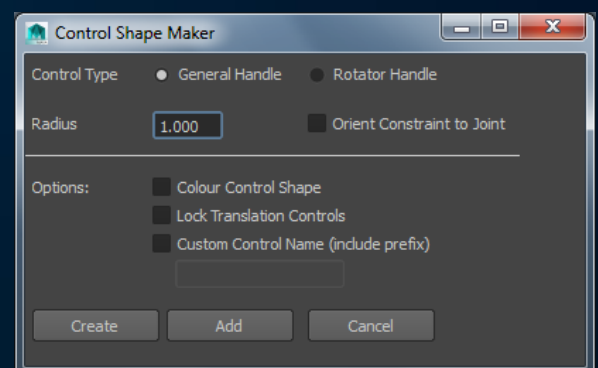 Control Shape Maker
Control Type General Handle Rotator Handle
Radius 1.000 Orient Constraint to Joint
Options: Colour Control Shape
Lock Translation Controls
Custom Control Name (include prefix)
Create Add Cancel